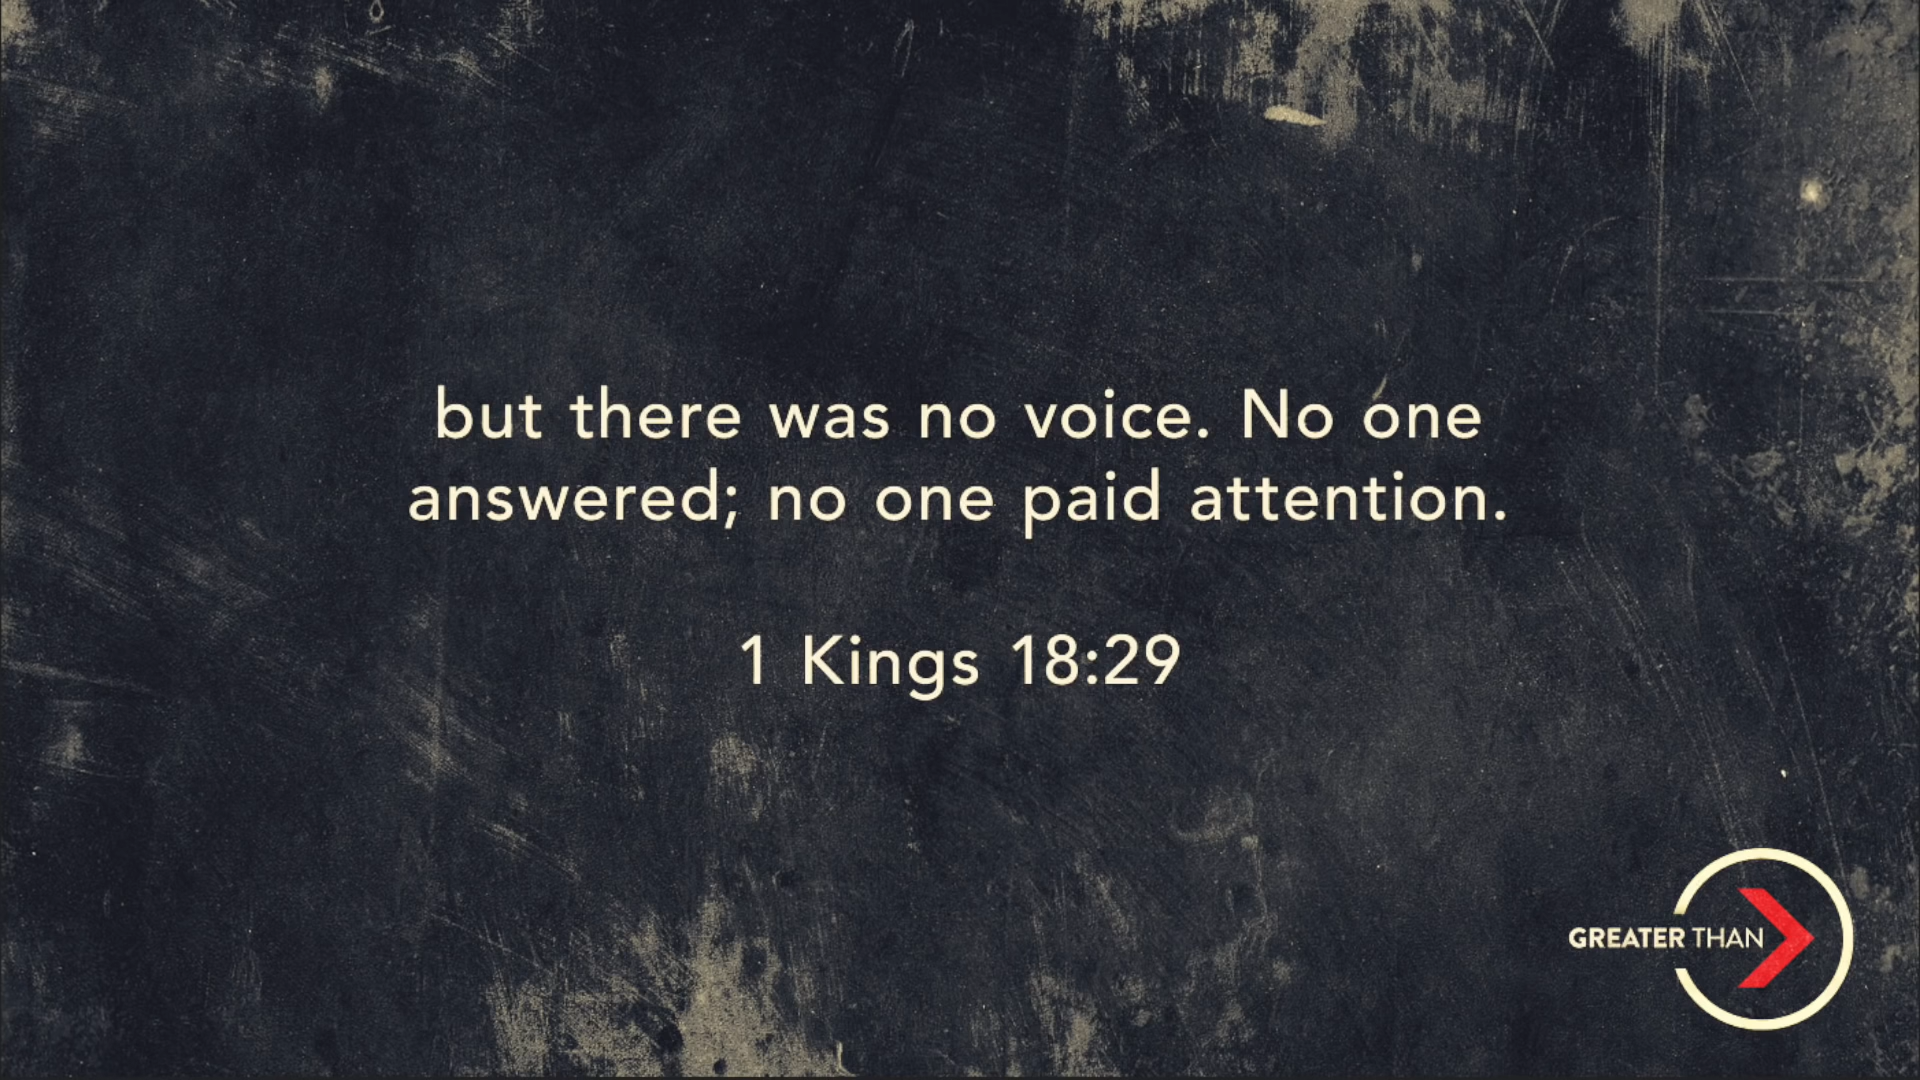 but there was no voice. No one
answered; no one paid attention.
1 Kings 18:29
GREATER THAN